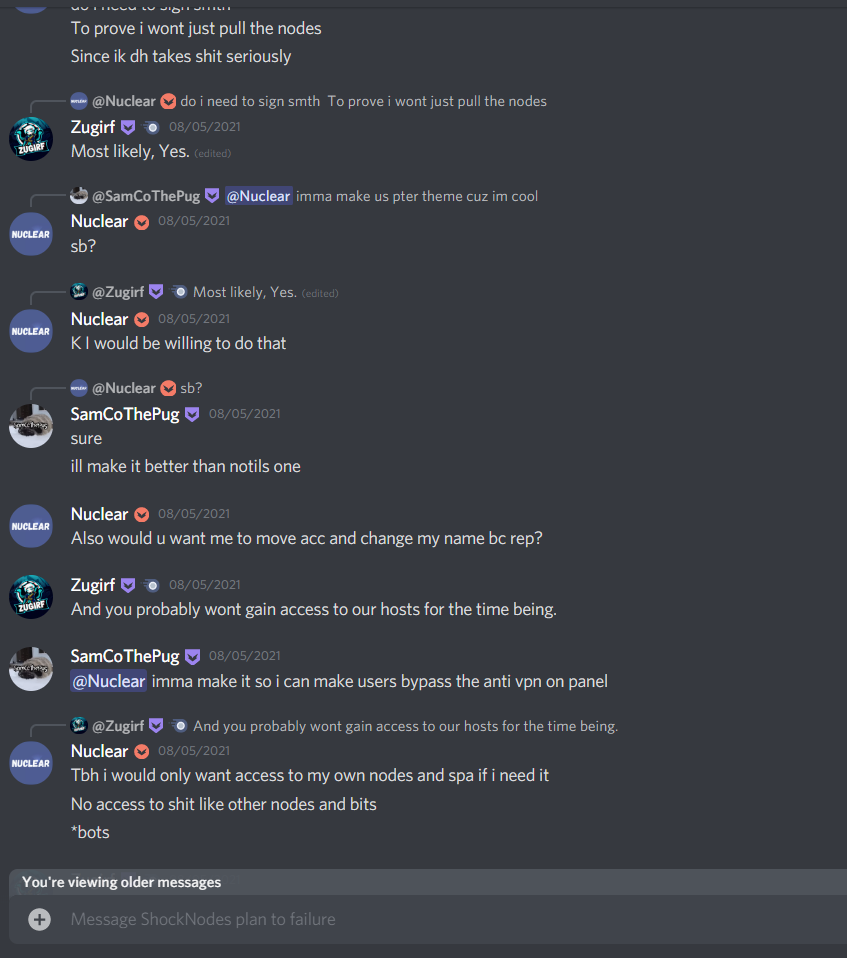 do i need to sign smth
To prove i wont just pull the nodes
Since ik dh takes shit seriously
@Nuclear do i need to sign smth To prove i wont just pull the nodes
Zugirf 08/05/2021
Most likely, Yes. (edited)
@SamCoThePug @Nuclear imma make us pter theme cuz im cool
Nuclear 08/05/2021
sb?
@Zugirf Most likely, Yes. (edited)
Nuclear 08/05/2021
K I would be willing to do that
@Nuclear sb?
SamCoThePug 08/05/2021
sure
ill make it better than notils one
Nuclear 08/05/2021
Also would u want me to move acc and change my name bc rep?
Zugirf 08/05/2021
And you probably wont gain access to our hosts for the time being.
SamCoThePug 08/05/2021
@Nuclear imma make it so i can make users bypass the anti vpn on panel
@Zugirf And you probably wont gain access to our hosts for the time being.
Nuclear 08/05/2021
Tbh i would only want access to my own nodes and spa if i need it
No access to shit like other nodes and bits
*bots
You're viewing older messages
Message ShockNodes plan to failure
NUCLEAR
ZUGIRF
NUCLEAR
NUCLEAR
SamCoThePug
NUCLEAR
ZUGIRF
SamCoThePug
NUCLEAR